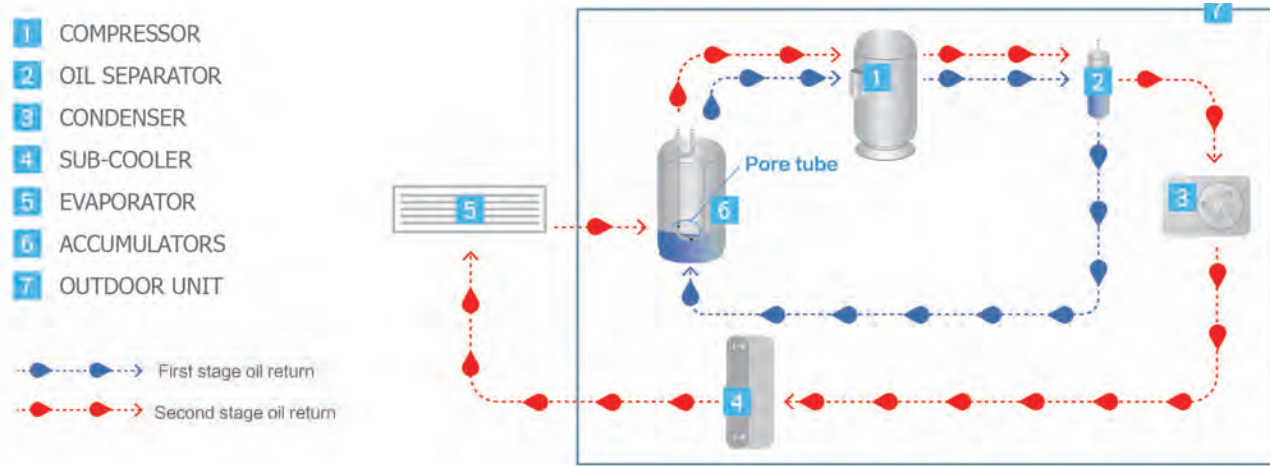 1 COMPRESSOR
2 OIL SEPARATOR
3 CONDENSER
4 SUB-COOLER
5 EVAPORATOR
6 ACCUMULATORS
7 OUTDOOR UNIT
First stage oil return
Second stage oil return
7
1
2
Pore tube
3
5
6
4